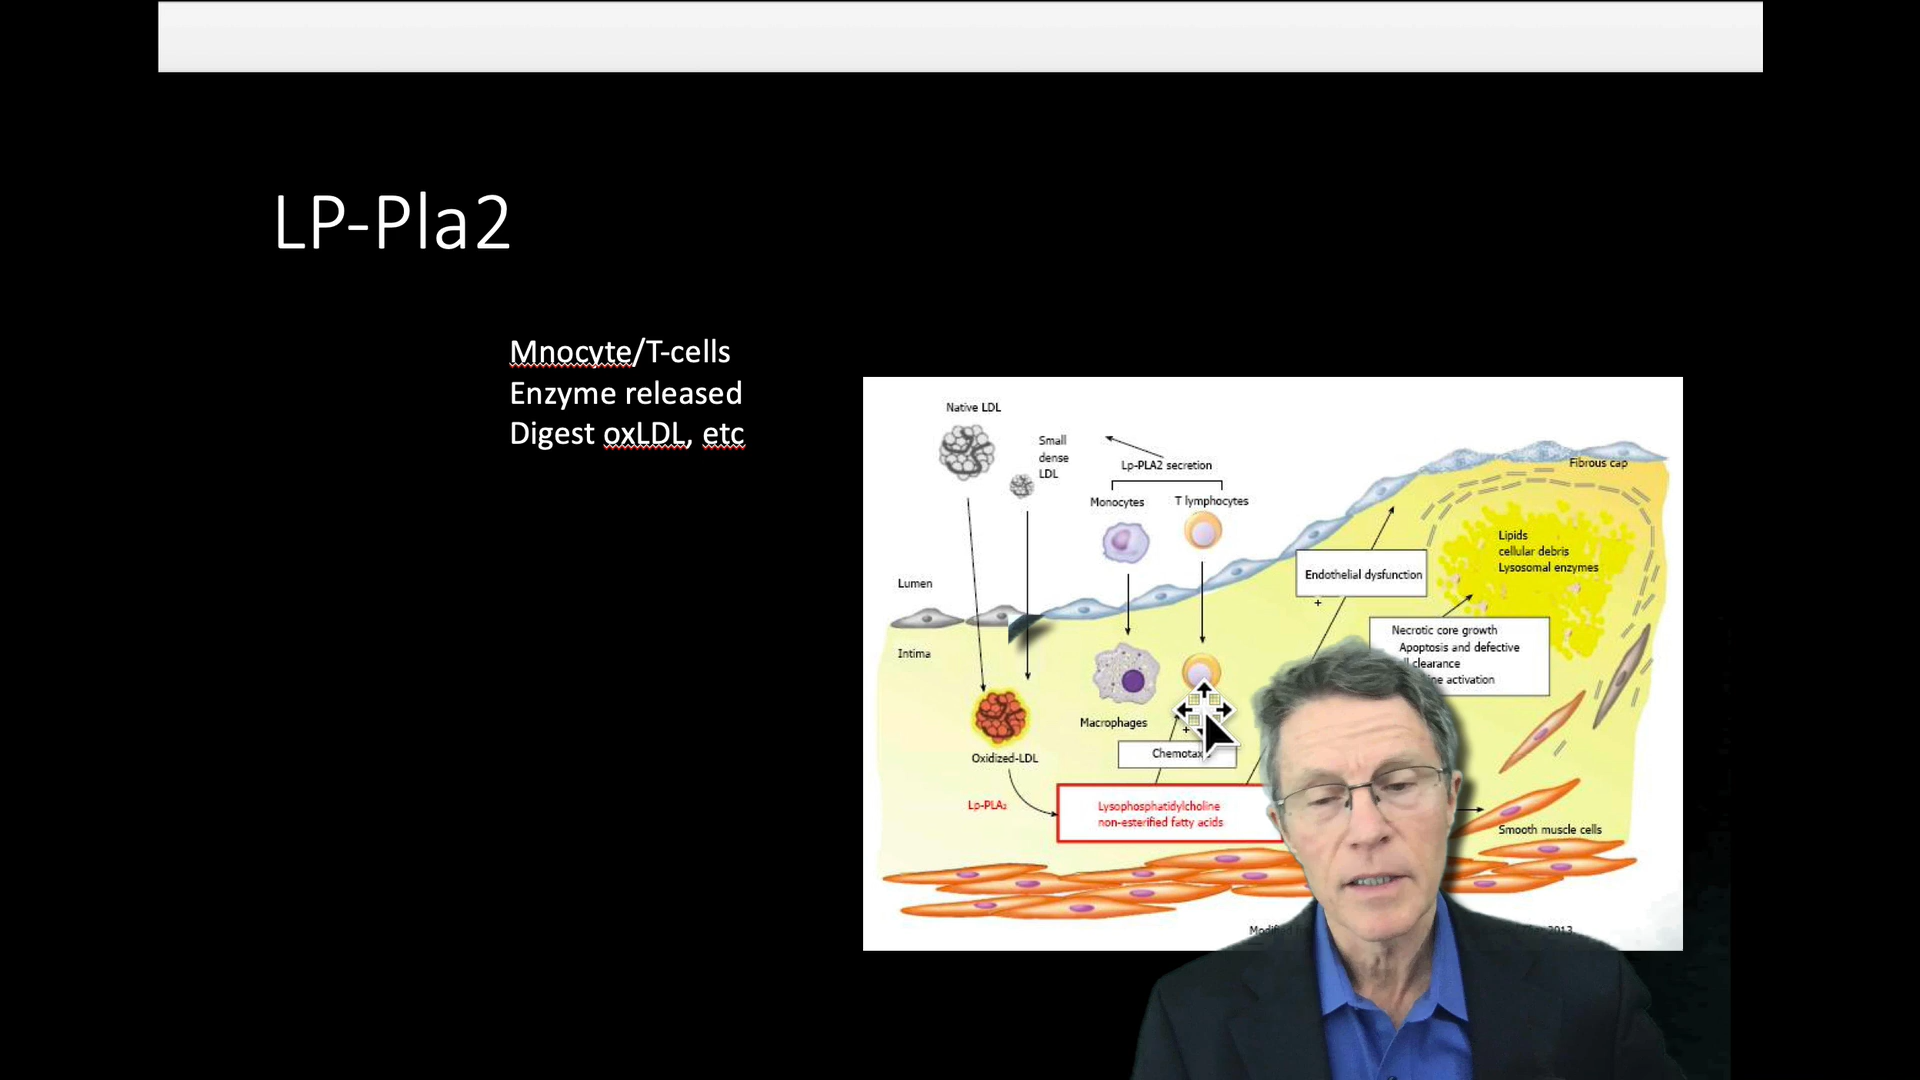 LP-Pla2
Mnocyte/T-cells
Enzyme released
Digest oxLDL, etc
Native LDL
Small
dense
LDL
Lp-PLA2 secretion
Monocytes
T lymphocytes
Fibrous cap
Lipids
cellular debris
Lysosomal enzymes
Lumen
Endothelial dysfunction
+
Intima
Necrotic core growth
Apoptosis and defective
clearance
activation
Macrophages
+
Oxidized-LDL
Lp-PLA₂
Lysophosphatidylcholine
non-esterified fatty acids
Smooth muscle cells
2013